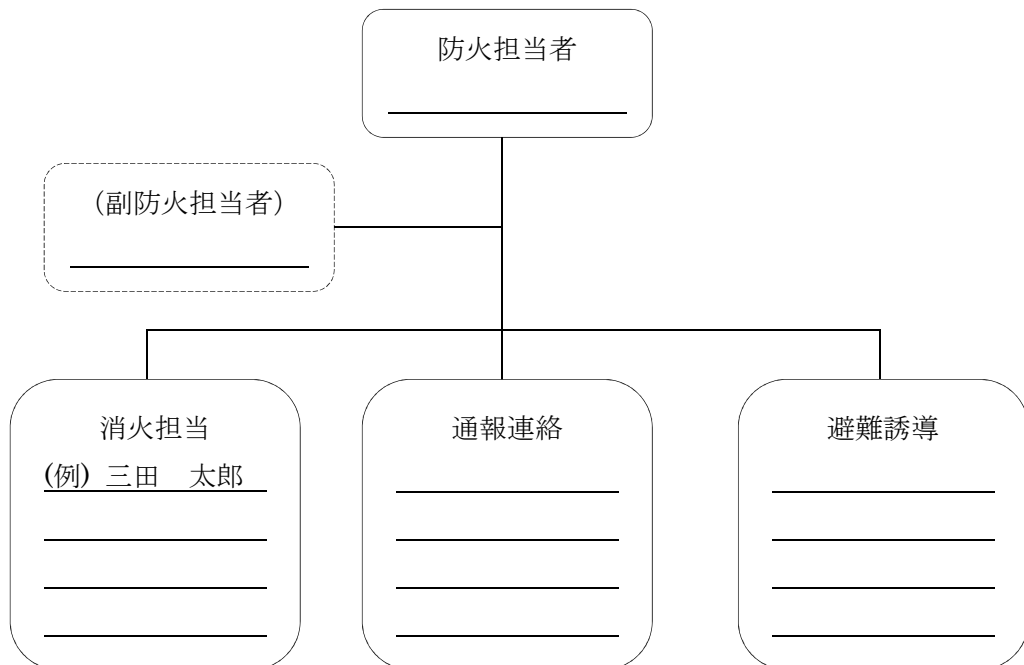 防火担当者
（副防火担当者）
消火担当
(例) 三田　太郎
通報連絡
避難誘導